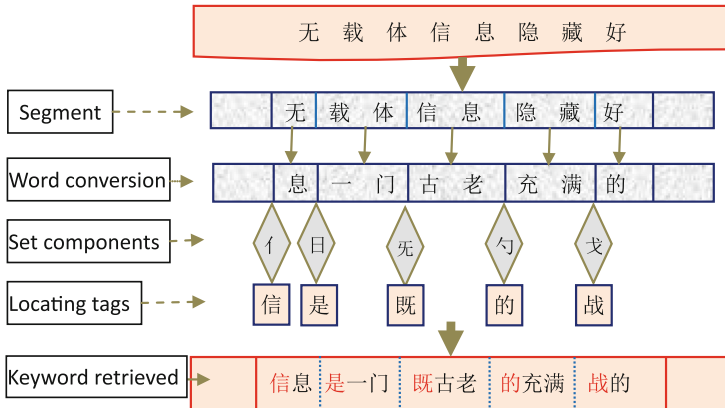 无载体信息隐藏好
Segment 无载体信息隐藏好
Word conversion 息一门古老充满的
Set components 亻日旡勺戈
Locating tags 信是既的战
Keyword retrieved 信息是一门既古老的充满战的